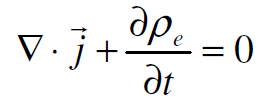 ∇ · j⃗ + ∂ρₑ/∂t = 0